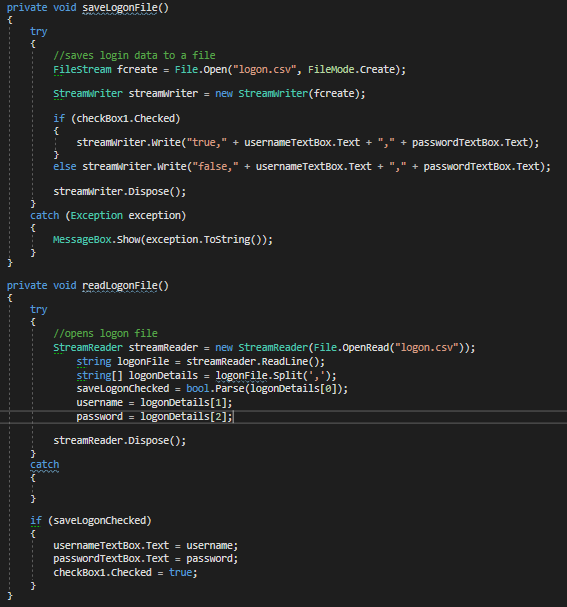 private void saveLogonFile()
{
try
{
//saves login data to a file
FileStream fcreate = File.Open("logon.csv", FileMode.Create);
StreamWriter streamWriter = new StreamWriter(fcreate);
if (checkBox1.Checked)
{
streamWriter.Write("true," + usernameTextBox.Text + "," + passwordTextBox.Text);
}
else streamWriter.Write("false," + usernameTextBox.Text + "," + passwordTextBox.Text);
streamWriter.Dispose();
}
catch (Exception exception)
{
MessageBox.Show(exception.ToString());
}
}
private void readLogonFile()
{
try
{
//opens logon file
StreamReader streamReader = new StreamReader(File.OpenRead("logon.csv"));
string logonFile = streamReader.ReadLine();
string[] logonDetails = logonFile.Split(',');
saveLogonChecked = bool.Parse(logonDetails[0]);
username = logonDetails[1];
password = logonDetails[2];
streamReader.Dispose();
}
catch
{
}
if (saveLogonChecked)
{
usernameTextBox.Text = username;
passwordTextBox.Text = password;
checkBox1.Checked = true;
}
}